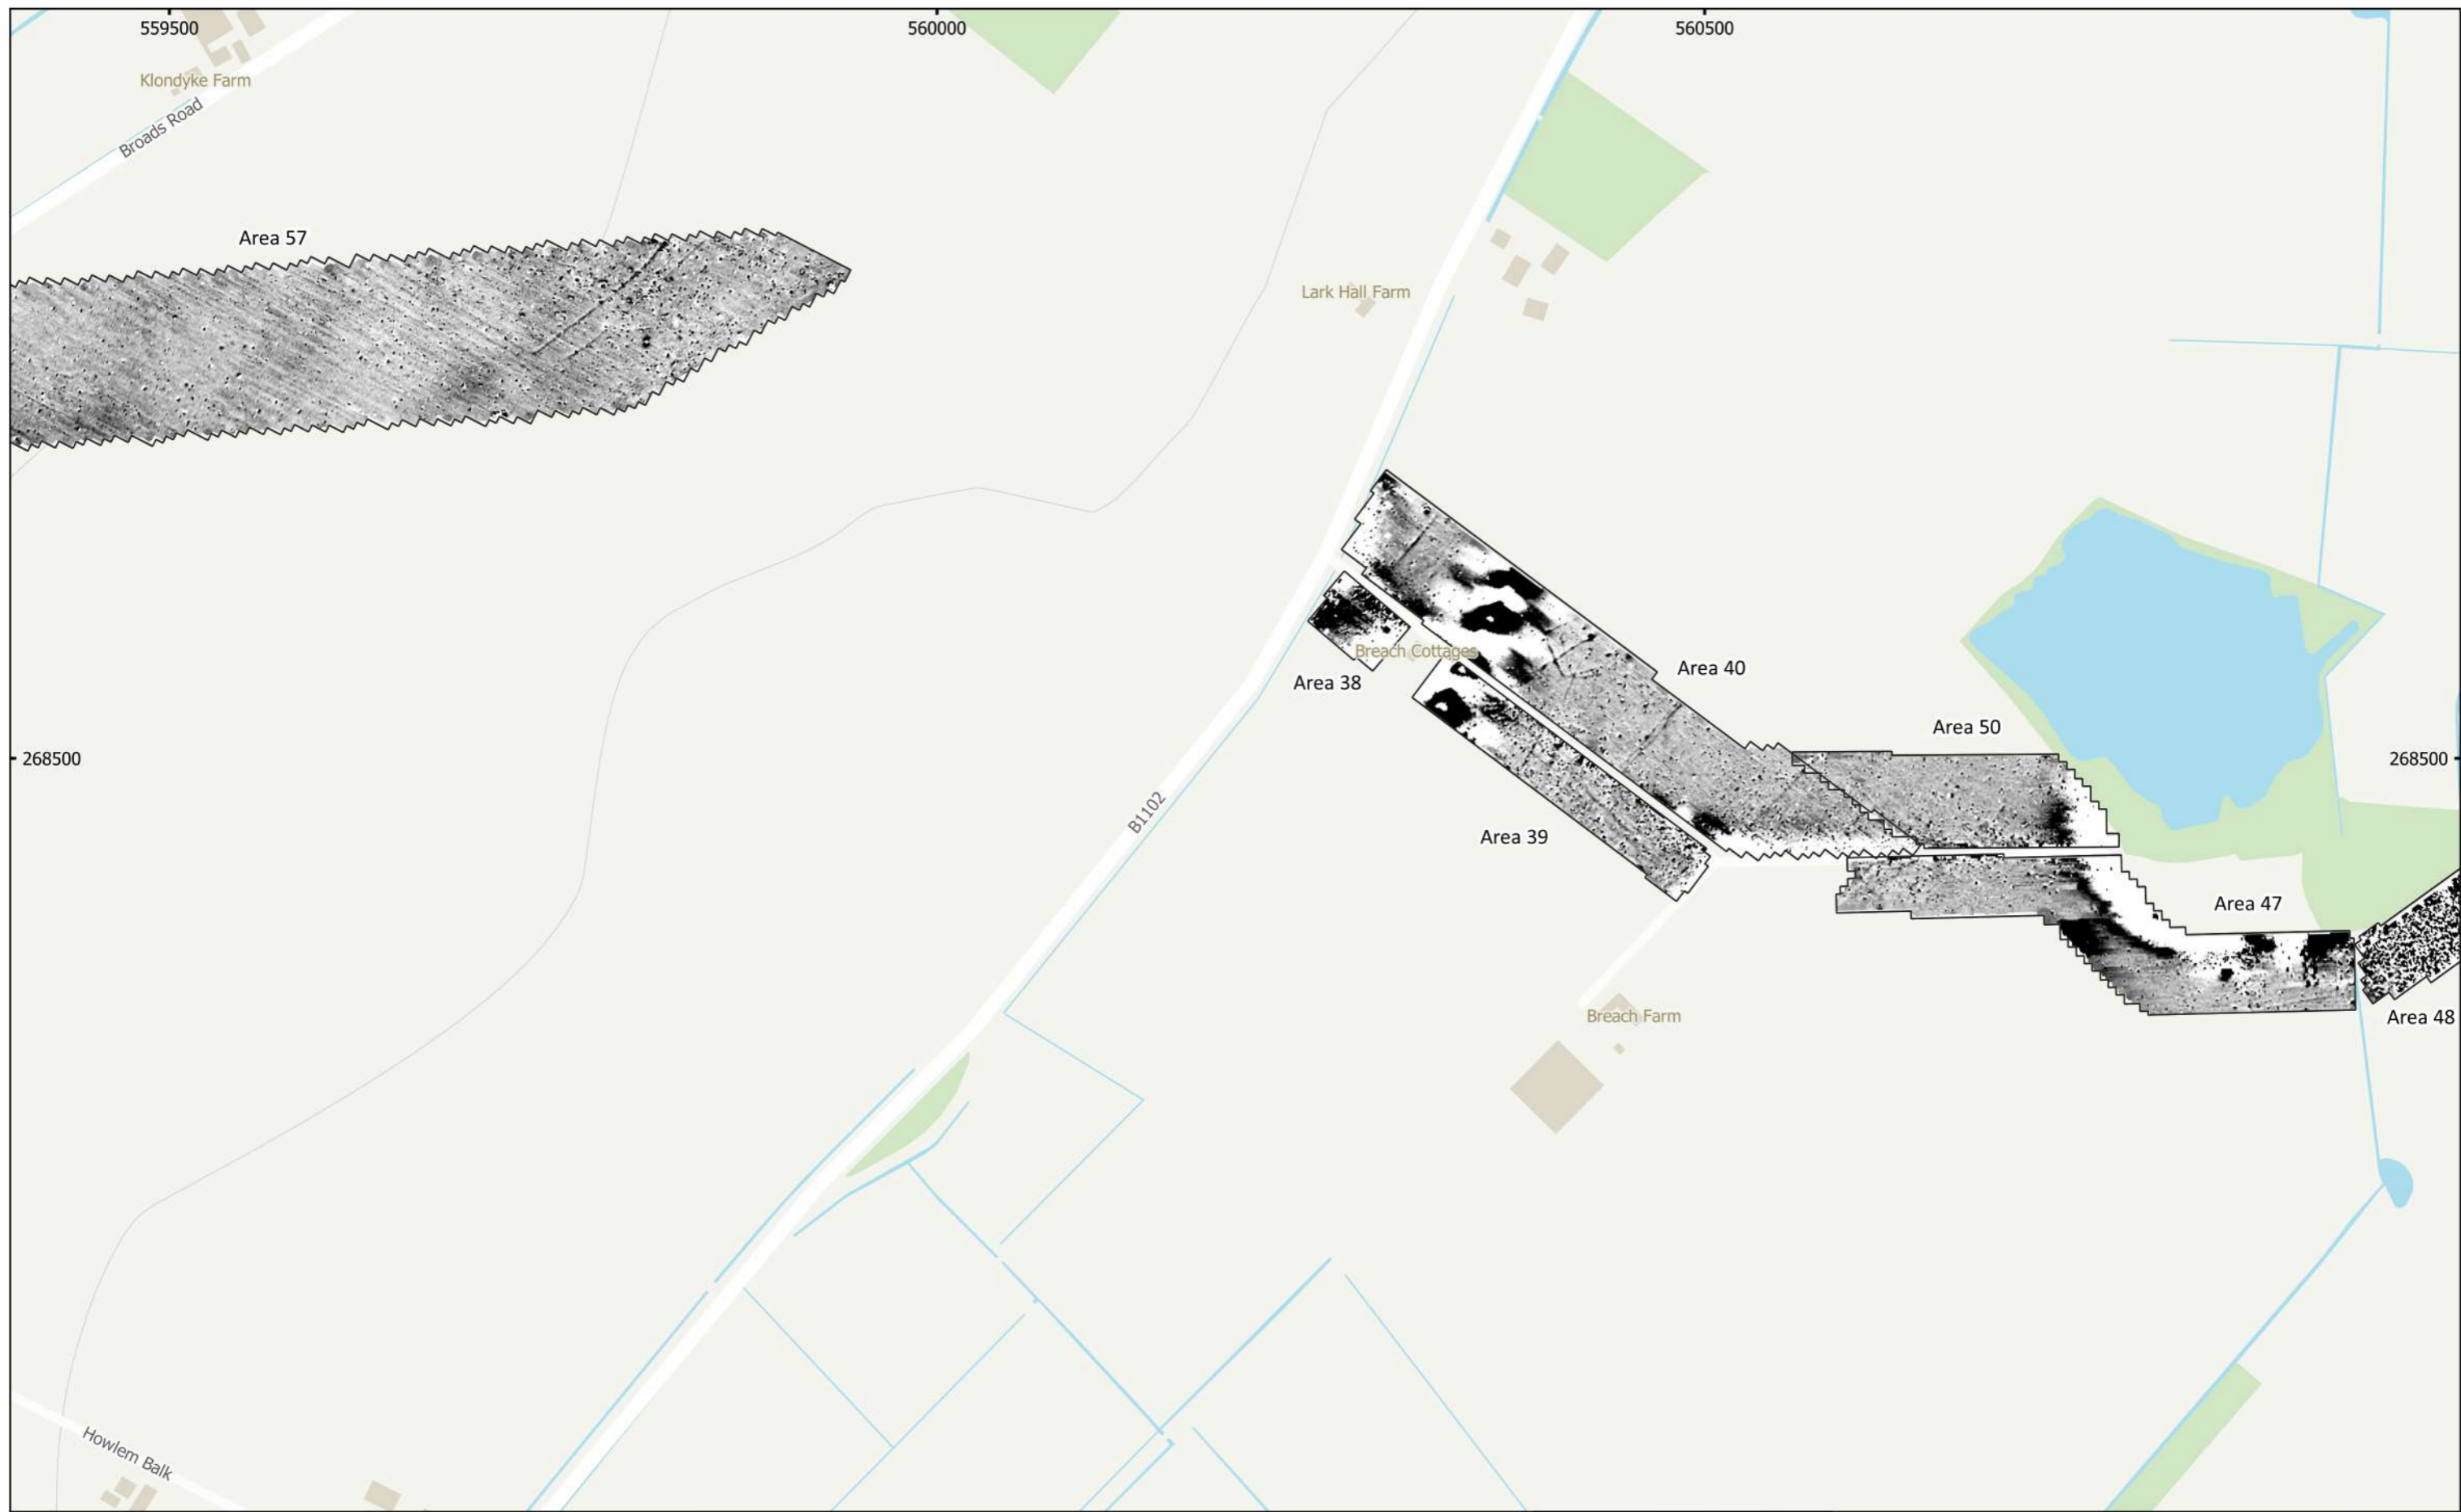 559500
560000
560500
Klondyke Farm
Broads Road
Area 57
Lark Hall Farm
Breach Cottages
Area 38
Area 40
Area 50
268500
268500
B1102
Area 39
Area 47
Breach Farm
Area 48
Howlem Balk